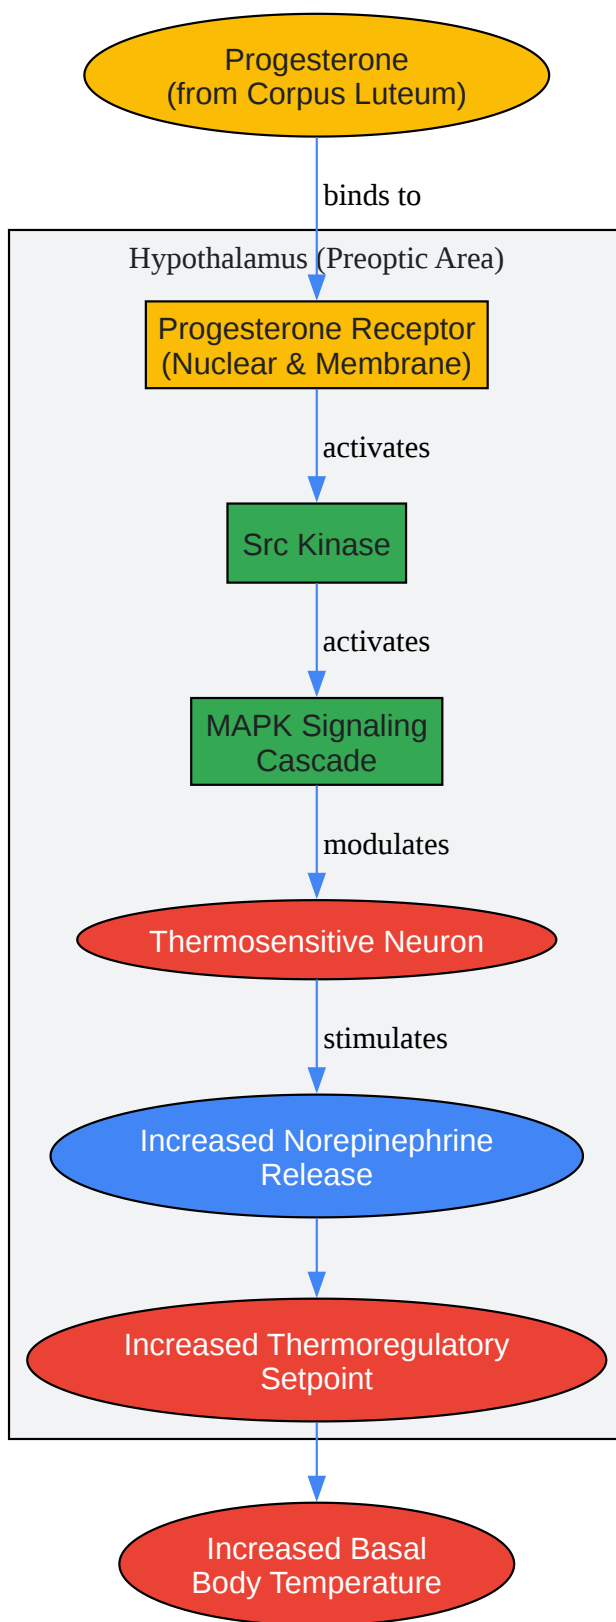 Progesterone
(from Corpus Luteum)
binds to
Hypothalamus (Preoptic Area)
Progesterone Receptor
(Nuclear & Membrane)
activates
Src Kinase
activates
MAPK Signaling
Cascade
modulates
Thermosensitive Neuron
stimulates
Increased Norepinephrine
Release
Increased Thermoregulatory
Setpoint
Increased Basal
Body Temperature